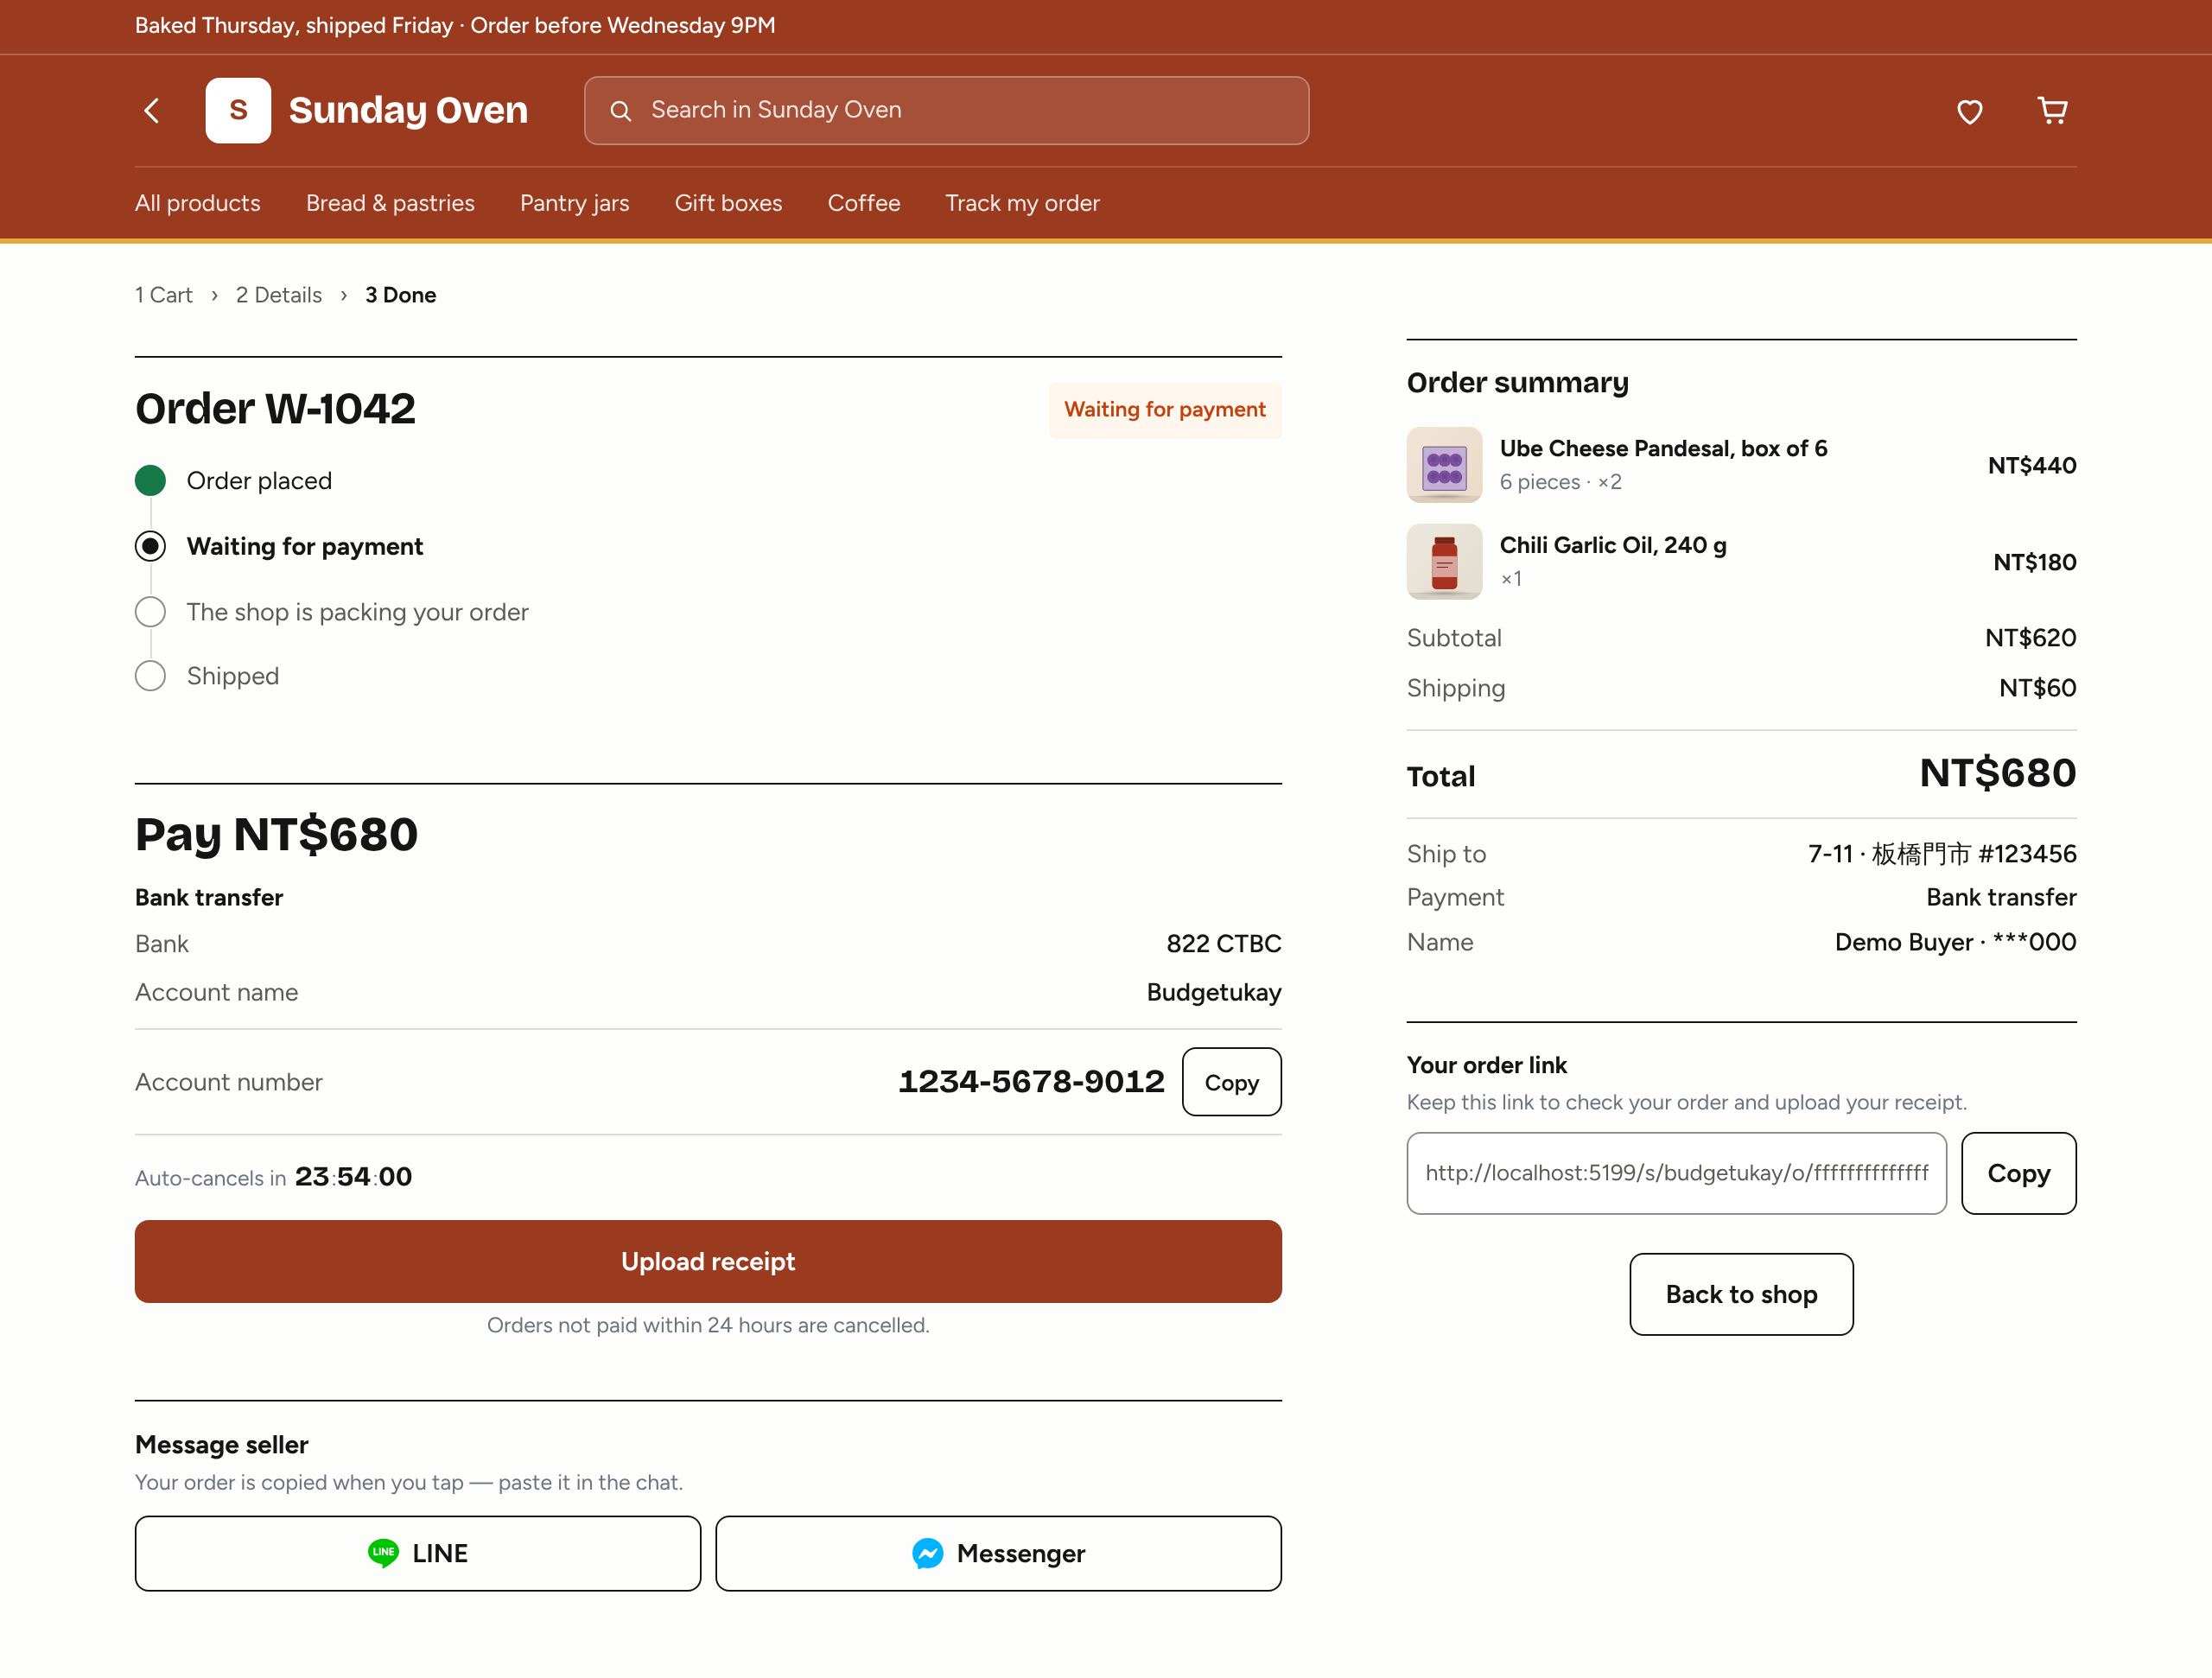 Baked Thursday, shipped Friday · Order before Wednesday 9PM
S
Sunday Oven
Search in Sunday Oven
All products
Bread & pastries
Pantry jars
Gift boxes
Coffee
Track my order
1 Cart › 2 Details › 3 Done
Order W-1042
Waiting for payment
Order placed
Waiting for payment
The shop is packing your order
Shipped
Pay NT$680
Bank transfer
Bank 822 CTBC
Account name Budgetukay
Account number 1234-5678-9012 Copy
Auto-cancels in 23:54:00
Upload receipt
Orders not paid within 24 hours are cancelled.
Message seller
Your order is copied when you tap — paste it in the chat.
LINE LINE
Messenger
Order summary
Ube Cheese Pandesal, box of 6
6 pieces · ×2
NT$440
Chili Garlic Oil, 240 g
×1
NT$180
Subtotal NT$620
Shipping NT$60
Total NT$680
Ship to 7-11 · 板橋門市 #123456
Payment Bank transfer
Name Demo Buyer · ***000
Your order link
Keep this link to check your order and upload your receipt.
http://localhost:5199/s/budgetukay/o/ffffffffffffff Copy
Back to shop